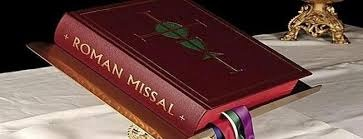 + ROMAN MISSAL +